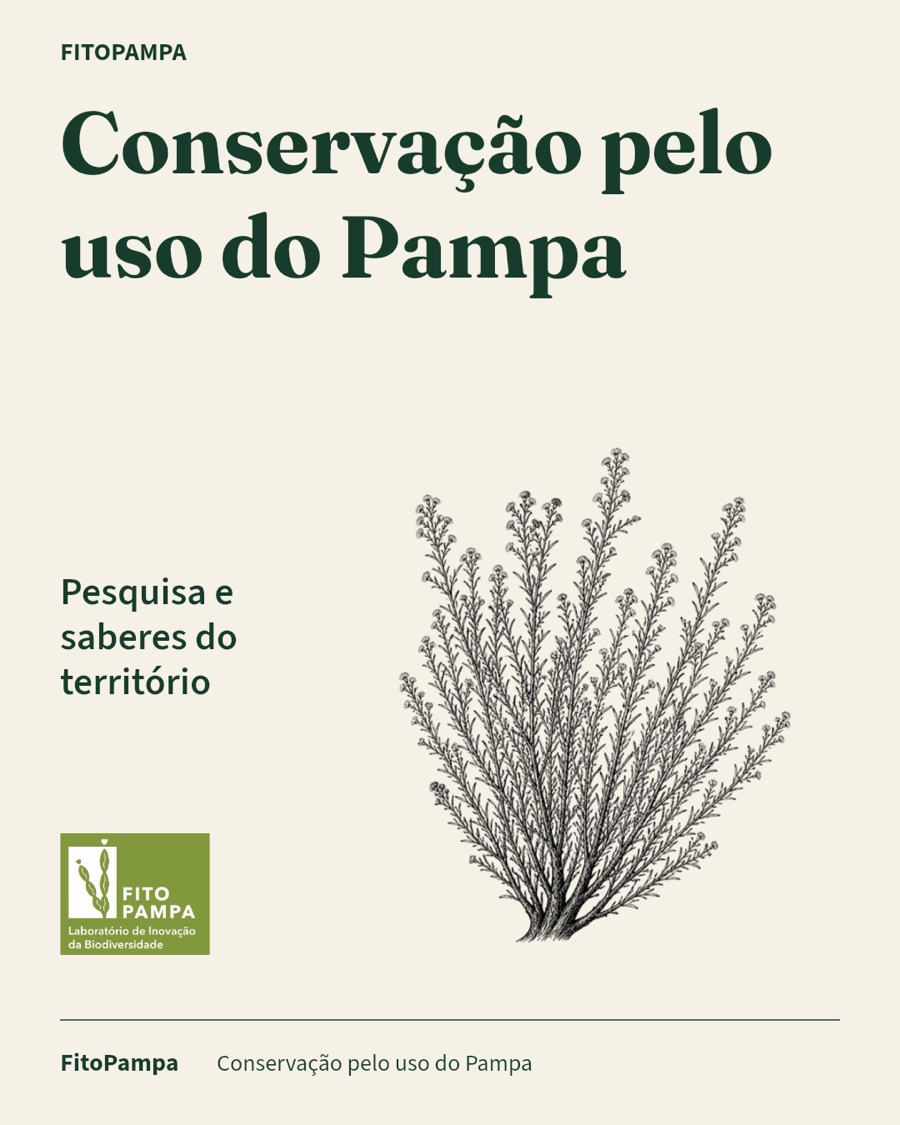 FITOPAMPA
Conservação pelo
uso do Pampa
Pesquisa e
saberes do
território
FITO
PAMPA
Laboratório de Inovação
da Biodiversidade
FitoPampa Conservação pelo uso do Pampa